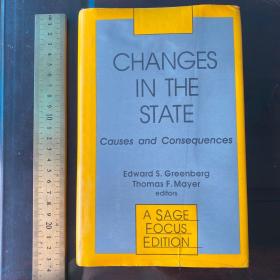 CHANGES
IN THE
STATE
Causes and Consequences
Edward S. Greenberg
Thomas F. Mayer
editors
A SAGE
FOCUS
EDITION